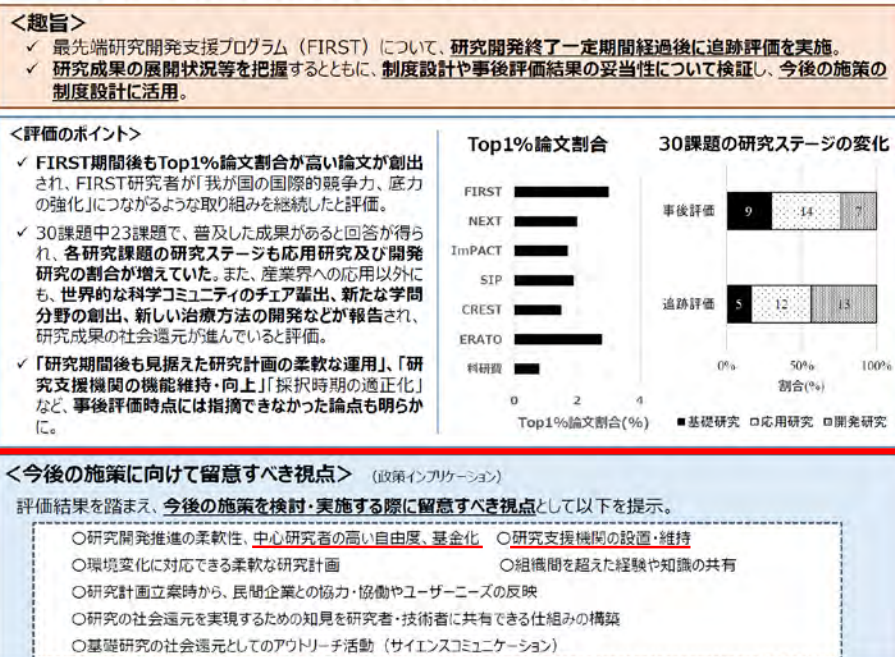 ＜趣旨＞
✓ 最先端研究開発支援プログラム（FIRST）について、研究開発終了一定期間経過後に追跡評価を実施。
✓ 研究成果の展開状況等を把握するとともに、制度設計や事後評価結果の妥当性について検証し、今後の施策の
制度設計に活用。
＜評価のポイント＞
✓ FIRST期間後もTop1%論文割合が高い論文が創出
され、FIRST研究者が「我が国の国際的競争力、底力
の強化」につながるような取り組みを継続したと評価。
✓ 30課題中23課題で、普及した成果があると回答が得ら
れ、各研究課題の研究ステージも応用研究及び開発
研究の割合が増えていた。また、産業界への応用以外に
も、世界的な科学コミュニティのチェア輩出、新たな学問
分野の創出、新しい治療方法の開発などが報告され、
研究成果の社会還元が進んでいると評価。
✓ 「研究期間後も見据えた研究計画の柔軟な運用」、「研
究支援機関の機能維持・向上」「採択時期の適正化」
など、事後評価時点には指摘できなかった論点も明らか
に。
Top1%論文割合
FIRST
NEXT
ImPACT
SIP
CREST
ERATO
科研費
0 2 4
Top1%論文割合(%)
30課題の研究ステージの変化
事後評価 9 14 7
追跡評価 5 12 13
0% 50% 100%
割合(%)
■基礎研究 □応用研究 □開発研究
＜今後の施策に向けて留意すべき視点＞ （政策インプリケーション）
評価結果を踏まえ、今後の施策を検討・実施する際に留意すべき視点として以下を提示。
○研究開発推進の柔軟性、中心研究者の高い自由度、基金化 ○研究支援機関の設置・維持
○環境変化に対応できる柔軟な研究計画 ○組織間を超えた経験や知識の共有
○研究計画立案時から、民間企業との協力・協働やユーザーニーズの反映
○研究の社会還元を実現するための知見を研究者・技術者に共有できる仕組みの構築
○基礎研究の社会還元としてのアウトリーチ活動（サイエンスコミュニケーション）